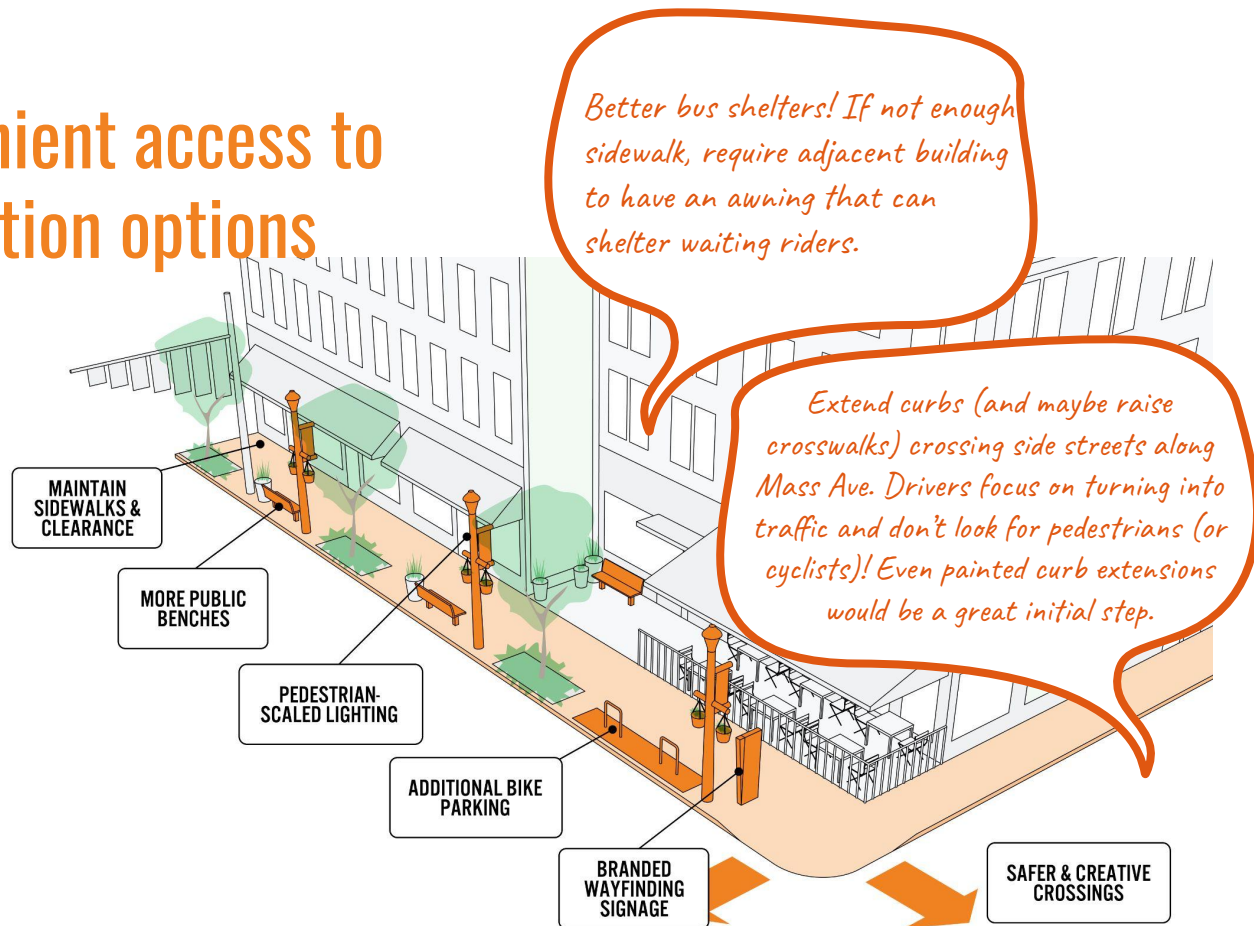 nient access to
tion options
Better bus shelters! If not enough
sidewalk, require adjacent building
to have an awning that can
shelter waiting riders.
Extend curbs (and maybe raise
crosswalks) crossing side streets along
Mass Ave. Drivers focus on turning into
traffic and don't look for pedestrians (or
cyclists)! Even painted curb extensions
would be a great initial step.
MAINTAIN
SIDEWALKS &
CLEARANCE
MORE PUBLIC
BENCHES
PEDESTRIAN-
SCALED LIGHTING
ADDITIONAL BIKE
PARKING
BRANDED
WAYFINDING
SIGNAGE
SAFER & CREATIVE
CROSSINGS